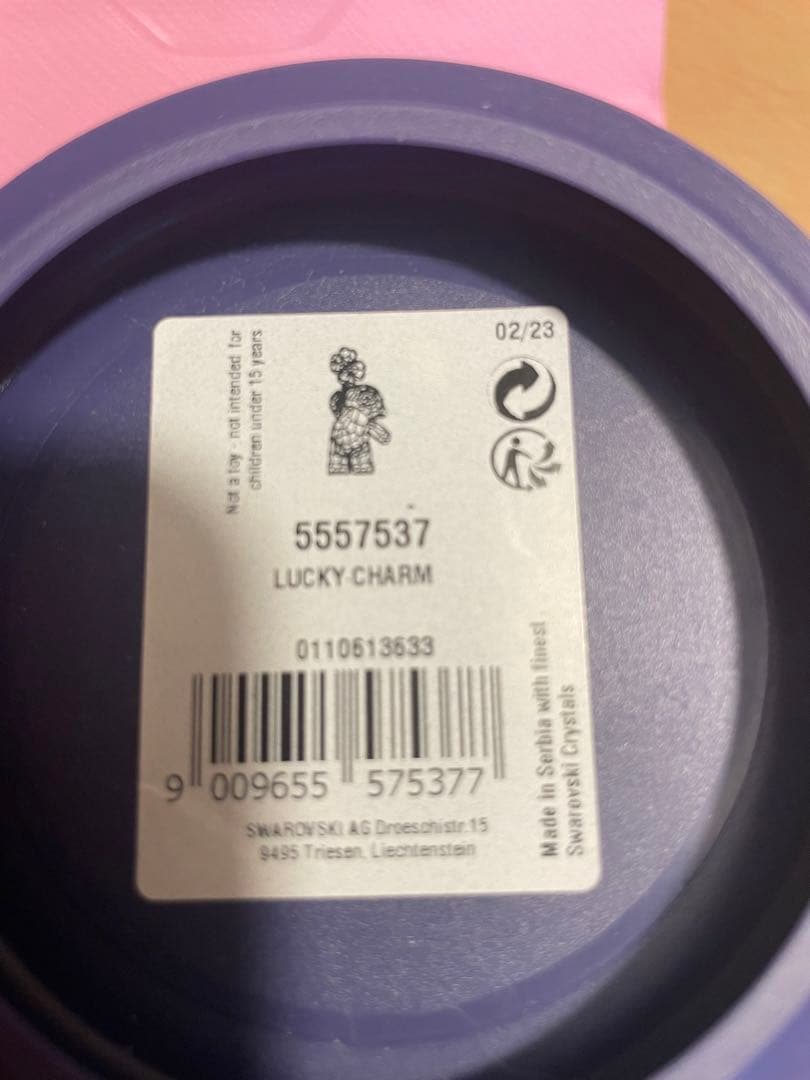 Not a toy - not intended for
children under 15 years
02/23
5557537
LUCKY CHARM
0110613633
9 009655 575377
SWAROVSKI AG Droeschistr.15
9495 Triesen, Liechtenstein
Made in Serbia with finest
Swarovski Crystals